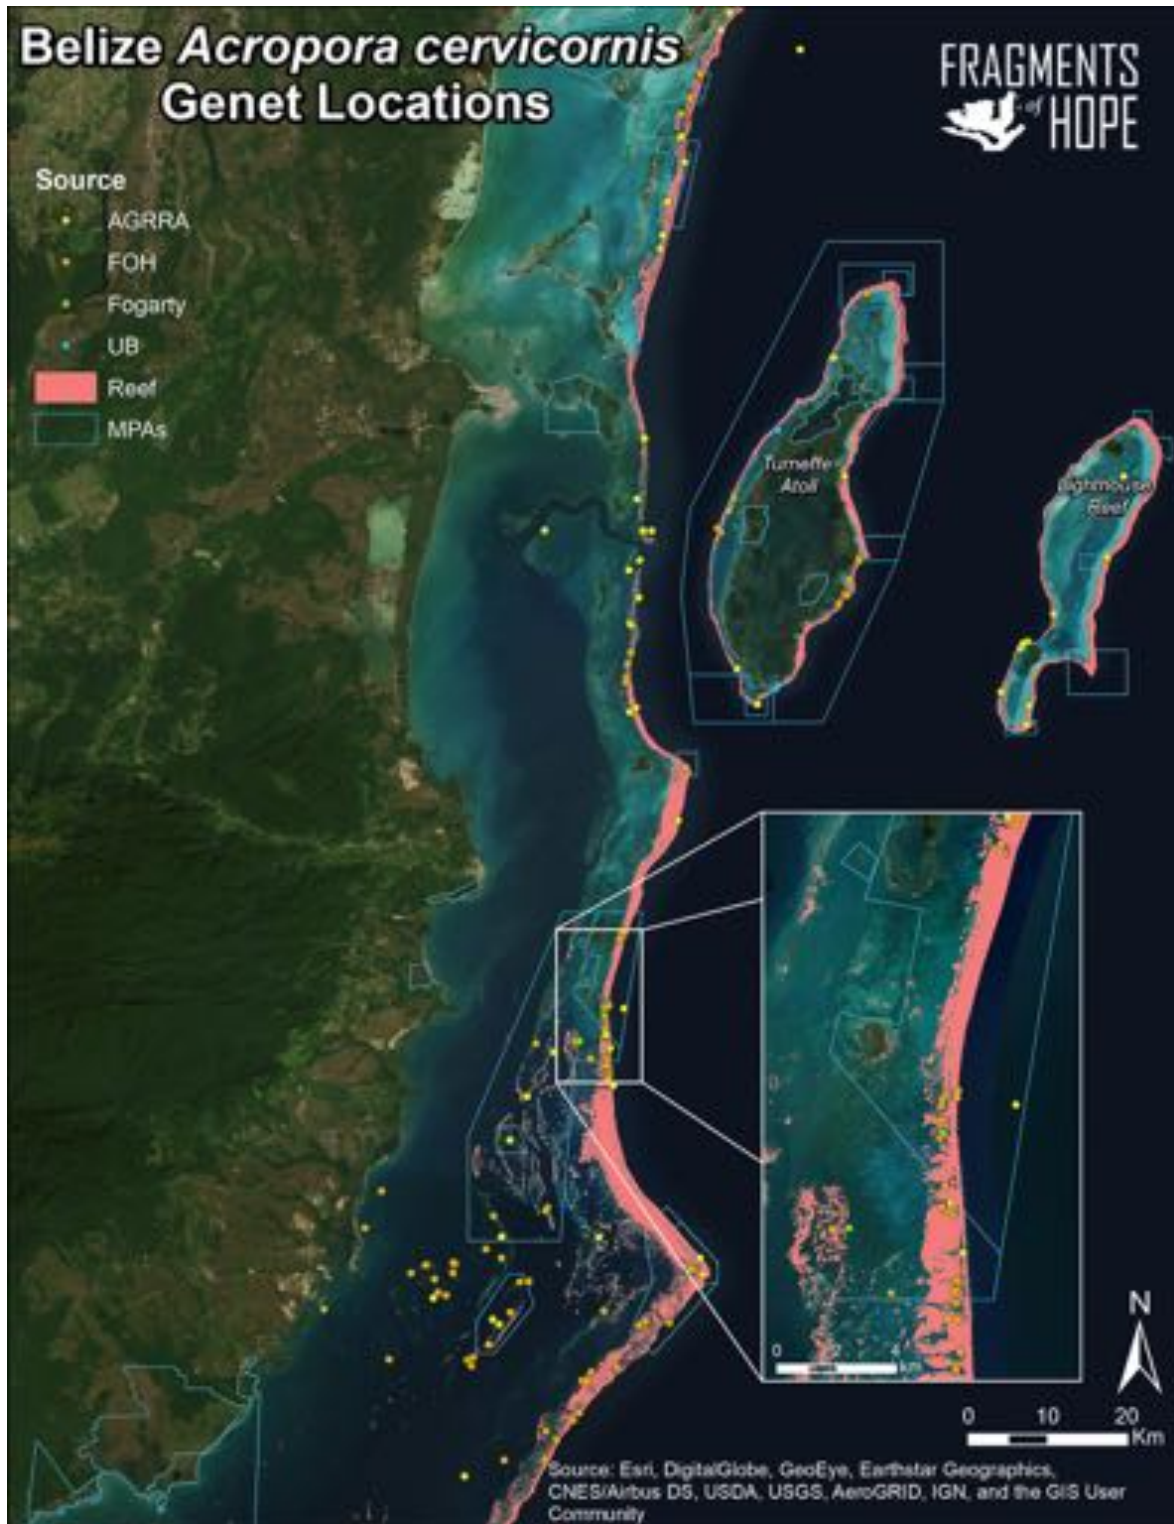 Belize Acropora cervicornis
Genet Locations
FRAGMENTS
of
HOPE
Source
AGRRA
FOH
Fogarty
UB
Reef
MPAs
Turneffe
Atoll
Lighthouse
Reef
0 2 4
km
N
0 10 20
Km
Source: Esri, DigitalGlobe, GeoEye, Earthstar Geographics,
CNES/Airbus DS, USDA, USGS, AeroGRID, IGN, and the GIS User
Community